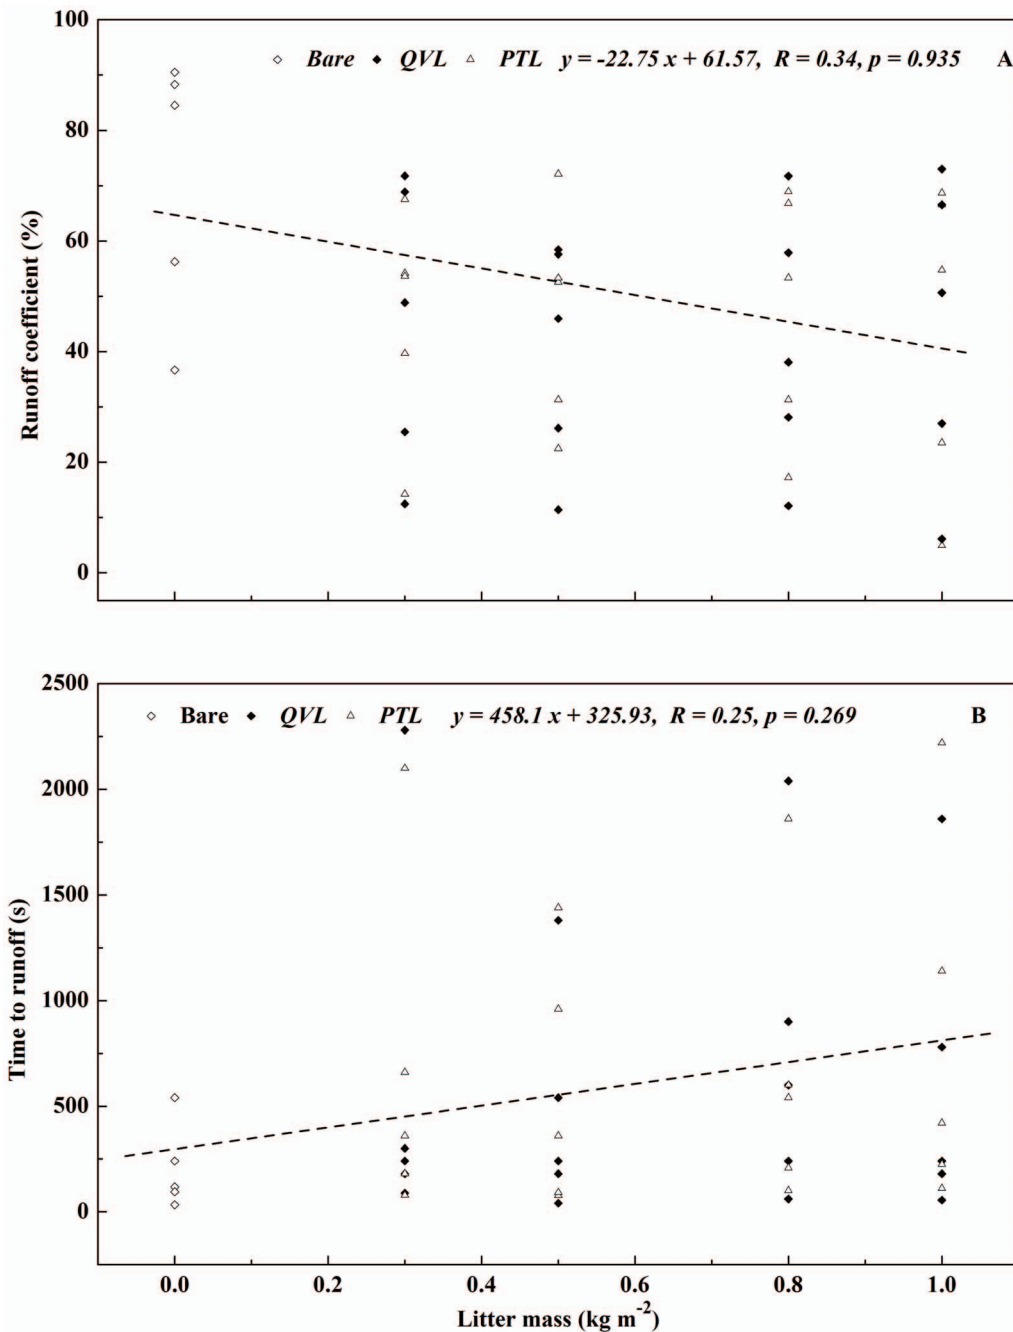 100
◇ Bare ◆ QVL △ PTL y = -22.75 x + 61.57, R = 0.34, p = 0.935 A
80
60
40
20
0
Runoff coefficient (%)
2500
◇ Bare ◆ QVL △ PTL y = 458.1 x + 325.93, R = 0.25, p = 0.269 B
2000
1500
1000
500
0
Time to runoff (s)
0.0 0.2 0.4 0.6 0.8 1.0
Litter mass (kg m⁻²)